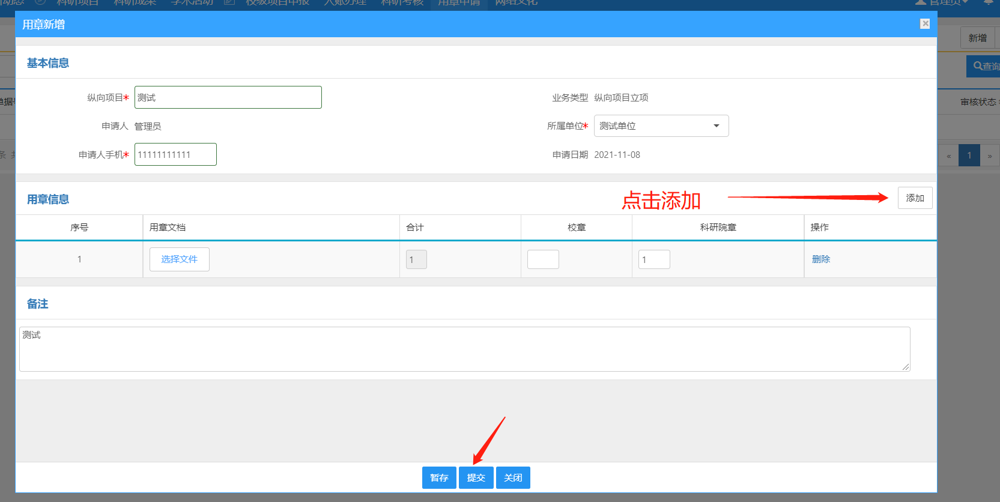 科研项目 科研成果 学术活动 校级项目申报 入账办理 科研考核 用章申请 网络文化 管理员
用章新增
新增
基本信息
查询
纵向项目* 测试 业务类型 纵向项目立项
审核状态
申请人 管理员 所属单位* 测试单位
申请人手机* 11111111111 申请日期 2021-11-08
条 « 1 »
用章信息 点击添加 添加
序号 用章文档 合计 校章 科研院章 操作
1 选择文件 1 1 删除
备注
测试
暂存 提交 关闭